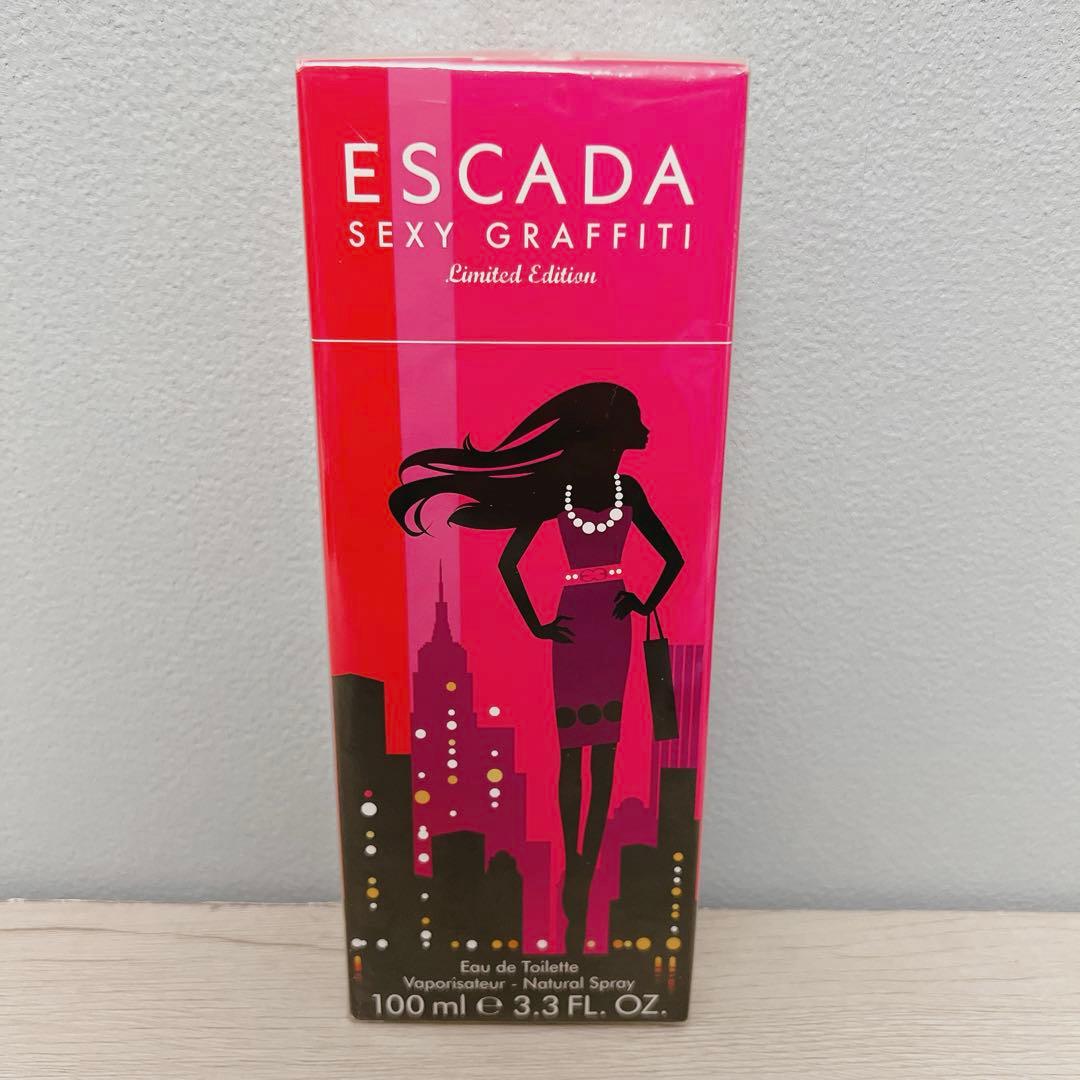 ESCADA
SEXY GRAFFITI
Limited Edition
Eau de Toilette
Vaporisateur - Natural Spray
100 ml ℮ 3.3 FL. OZ.